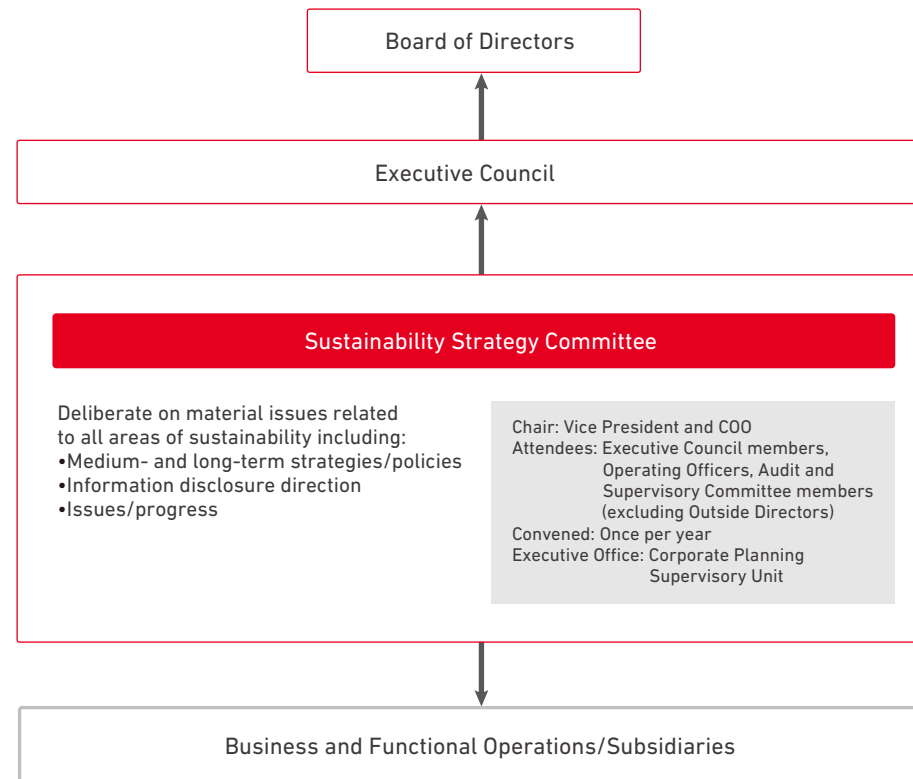 Board of Directors
Executive Council
Sustainability Strategy Committee
Deliberate on material issues related
to all areas of sustainability including:
•Medium- and long-term strategies/policies
•Information disclosure direction
•Issues/progress
Chair: Vice President and COO
Attendees: Executive Council members,
Operating Officers, Audit and
Supervisory Committee members
(excluding Outside Directors)
Convened: Once per year
Executive Office: Corporate Planning
Supervisory Unit
Business and Functional Operations/Subsidiaries